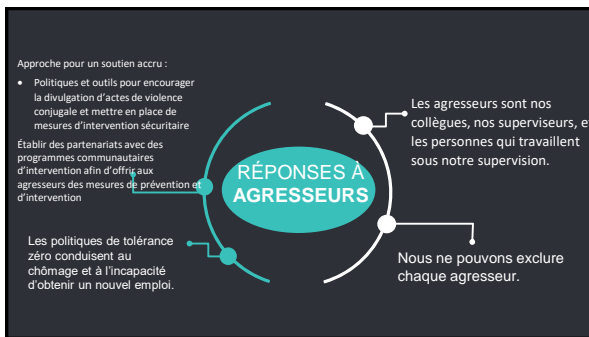 Approche pour un soutien accru :
• Politiques et outils pour encourager
la divulgation d'actes de violence
conjugale et mettre en place de
mesures d'intervention sécuritaire
Établir des partenariats avec des
programmes communautaires
d'intervention afin d'offrir aux
agresseurs des mesures de prévention et
d'intervention
Les politiques de tolérance
zéro conduisent au
chômage et à l'incapacité
d'obtenir un nouvel emploi.
RÉPONSES À
AGRESSEURS
Les agresseurs sont nos
collègues, nos superviseurs, e
les personnes qui travaillent
sous notre supervision.
Nous ne pouvons exclure
chaque agresseur.